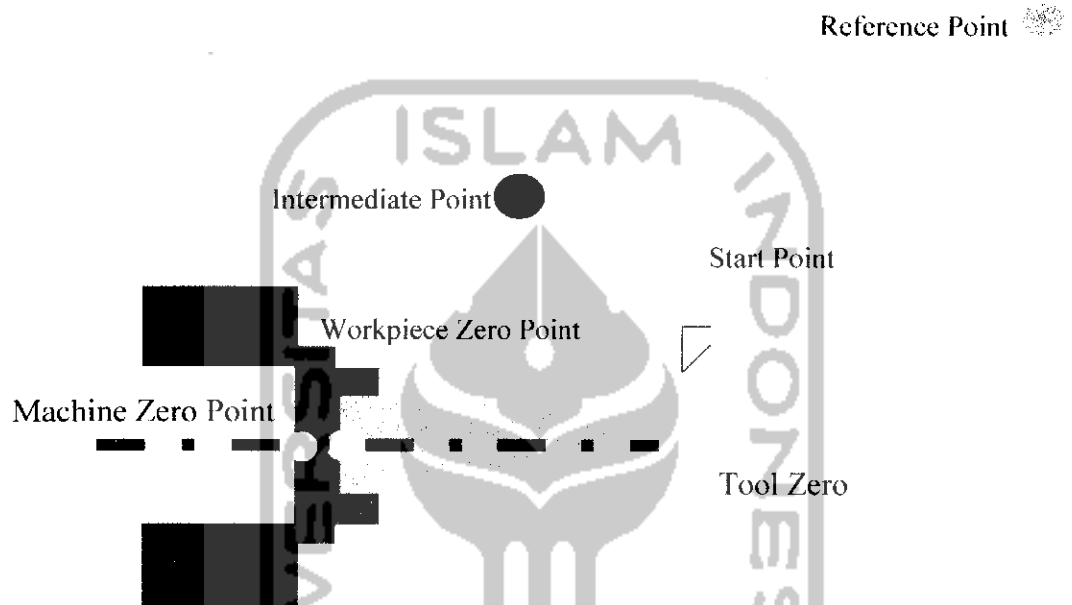 Reference Point
ISLAM
Intermediate Point
Start Point
Workpiece Zero Point
Machine Zero Point
Tool Zero